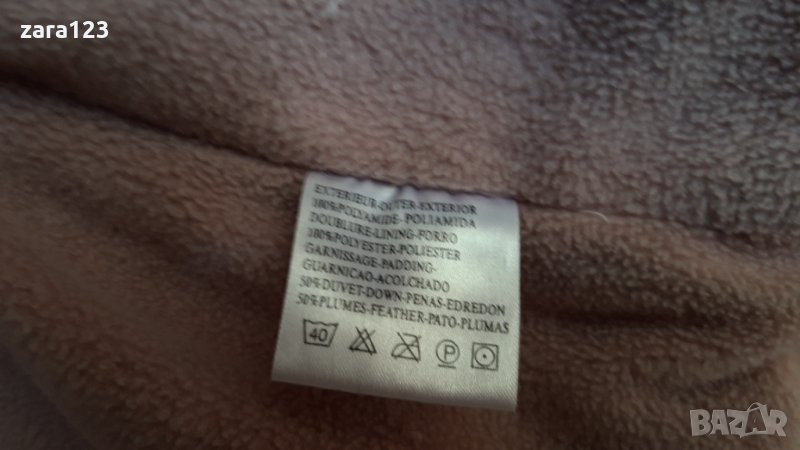 zara123
EXTERIEUR-OUTER-EXTERIOR
100%POLYAMIDE-POLIAMIDA
DOUBLURE-LINING-FORRO
100%POLYESTER-POLIESTER
GARNISSAGE-PADDING-
GUARNICAO-ACOLCHADO
50%DUVET-DOWN-PENAS-EDREDON
50%PLUMES-FEATHER-PATO-PLUMAS
40 P
BAZAR